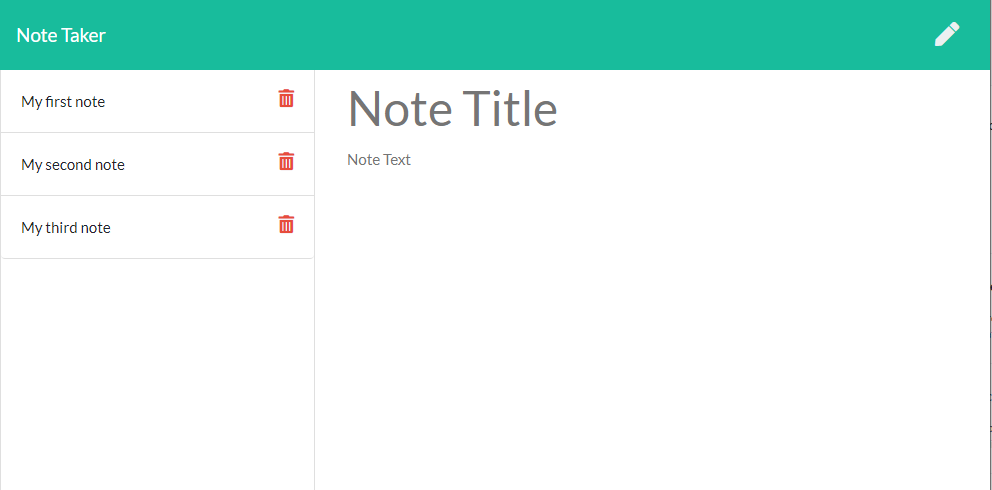 Note Taker
My first note
My second note
My third note
Note Title
Note Text